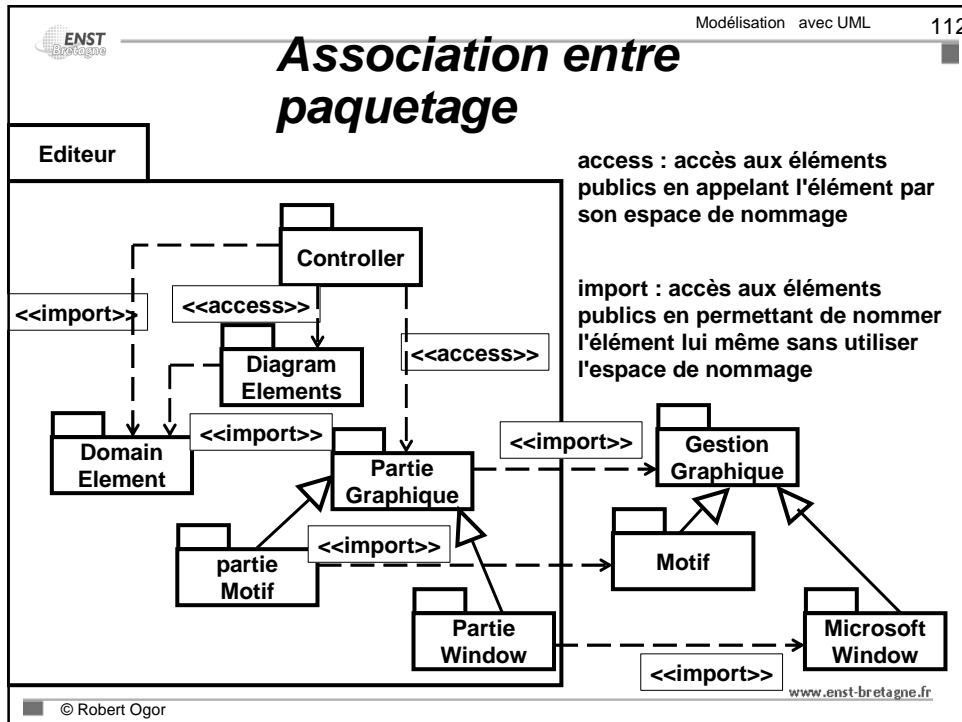 Modélisation avec UML
112
ENST
Bretagne
Association entre
paquetage
Editeur
access : accès aux éléments
publics en appelant l'élément par
son espace de nommage
import : accès aux éléments
publics en permettant de nommer
l'élément lui même sans utiliser
l'espace de nommage
Controller
<<import>>
<<access>>
<<access>>
Diagram
Elements
Domain
Element
<<import>>
Partie
Graphique
<<import>>
Gestion
Graphique
partie
Motif
<<import>>
Motif
Partie
Window
<<import>>
Microsoft
Window
www.enst-bretagne.fr
© Robert Ogor